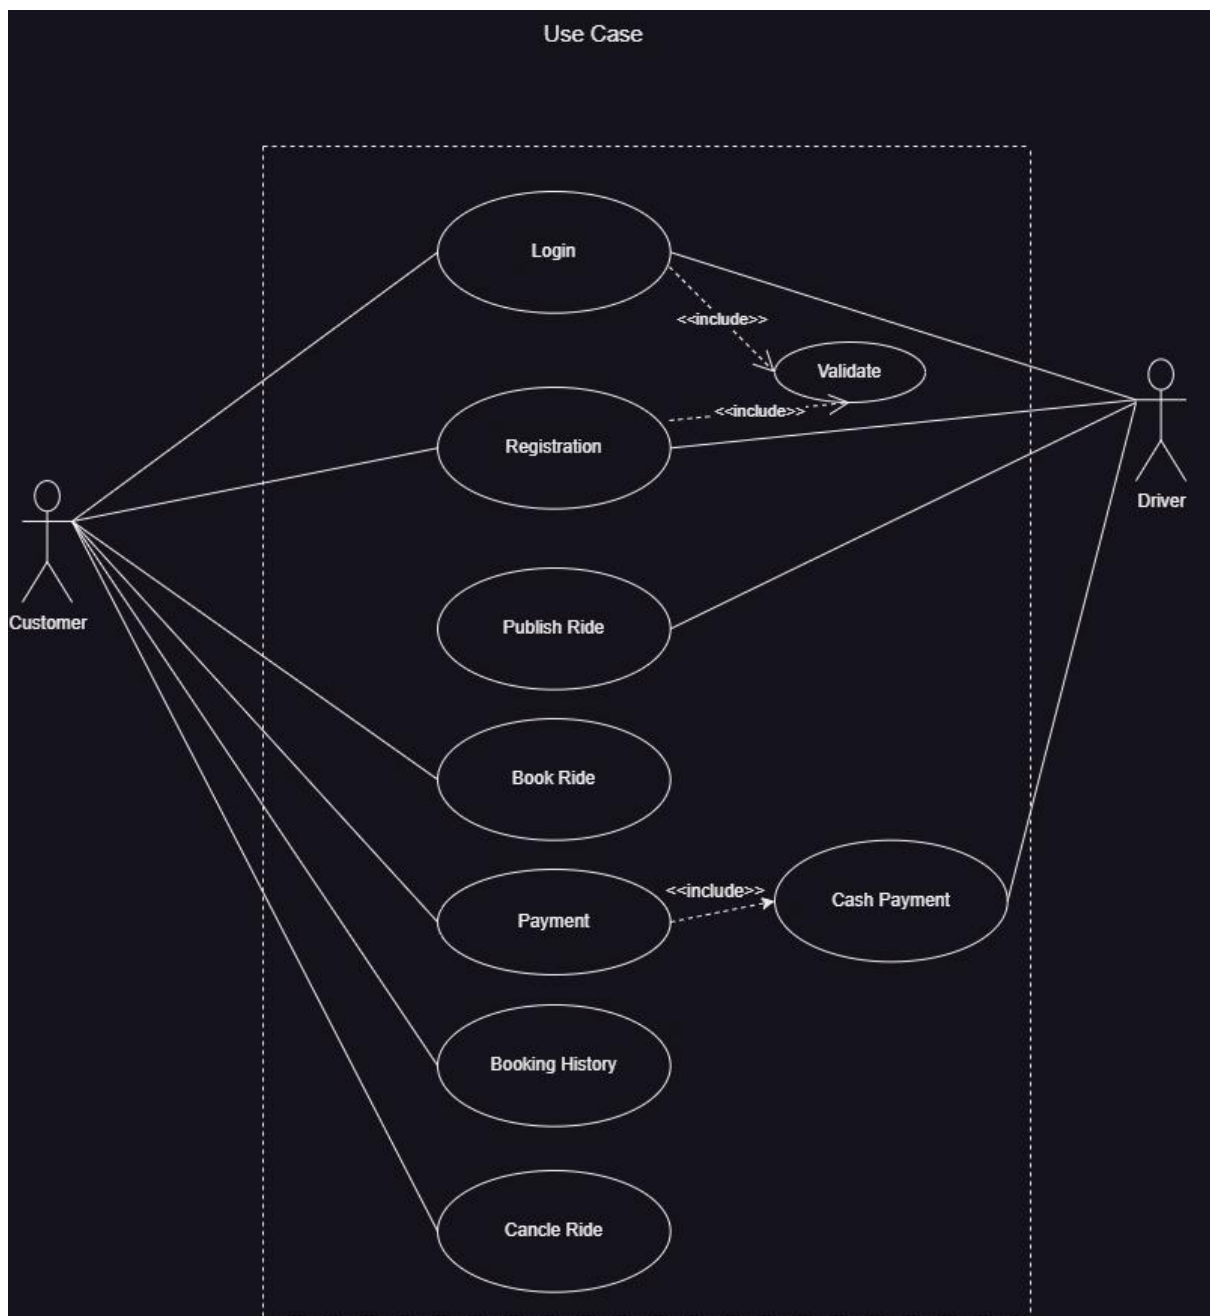 Use Case
Login
<<include>>
Validate
<<include>>
Registration
Driver
Customer
Publish Ride
Book Ride
<<include>>
Cash Payment
Payment
Booking History
Cancle Ride